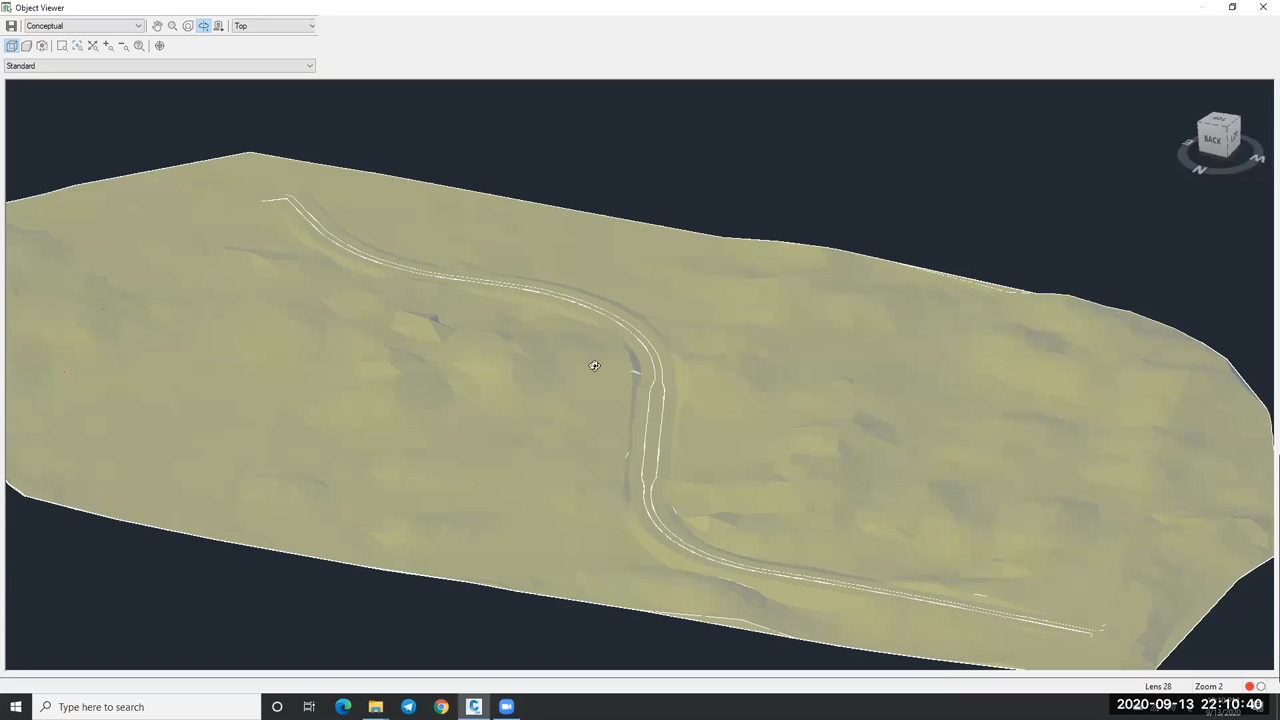 Object Viewer
Conceptual
Top
Standard
TOP
BACK
N
Lens 28
Zoom 2
Type here to search
2020-09-13 22:10:40